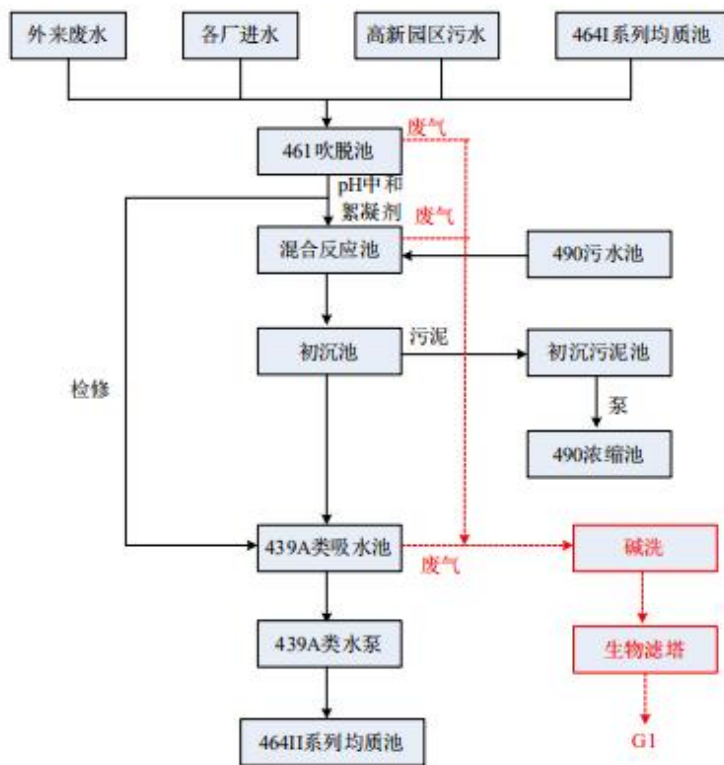 外来废水
各厂进水
高新园区污水
464I系列均质池
废气
461吹脱池
pH中和
絮凝剂
废气
混合反应池
490污水池
初沉池
污泥
初沉污泥池
检修
泵
490浓缩池
439A类吸水池
废气
碱洗
439A类水泵
生物滤塔
464II系列均质池
G1